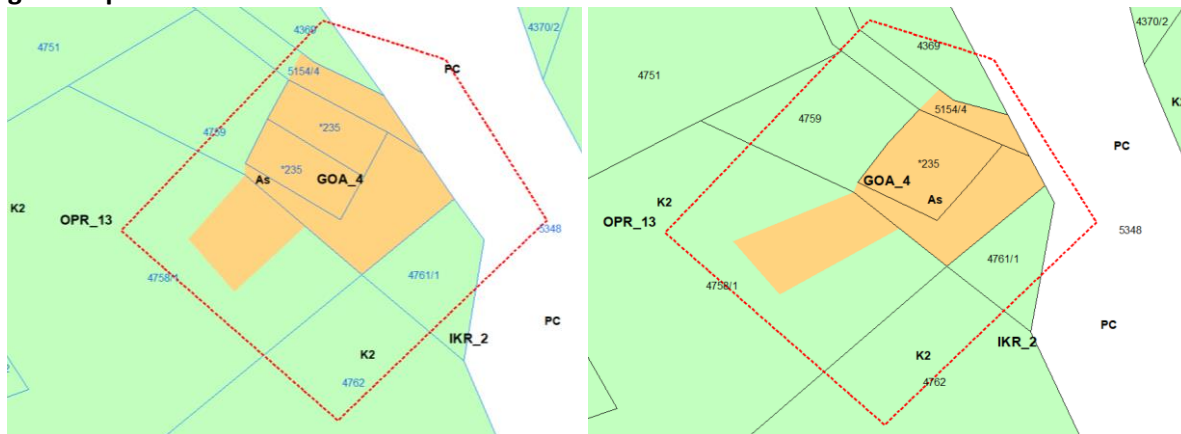 4751
4369
4370/2
PC
5154/4
4759
*235
*235
As
GOA_4
K2
OPR_13
5348
4758/1
4761/1
PC
IKR_2
K2
4762
4751
4369
4370/2
5154/4
4759
PC
*235
GOA_4
As
K2
OPR_13
5348
4758/1
4761/1
PC
IKR_2
K2
4762